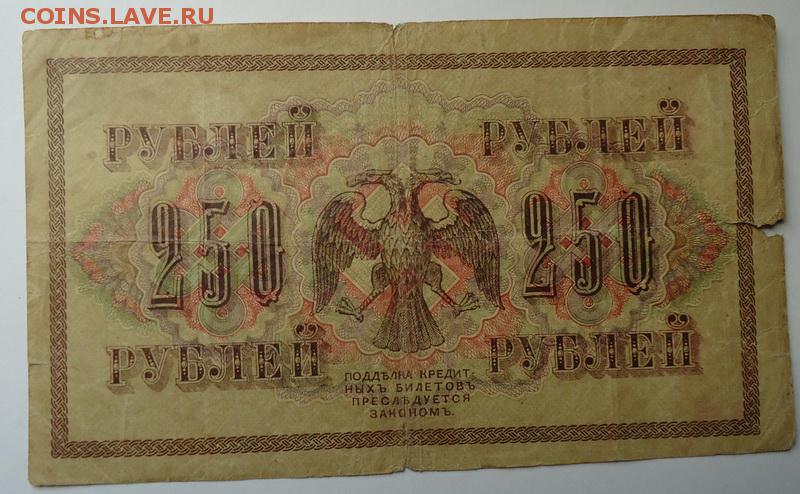 COINS.LAVE.RU
РУБЛЕЙ РУБЛЕЙ
250 250
РУБЛЕЙ РУБЛЕЙ
ПОДДѢЛКА КРЕДИТ-
НЫХЪ БИЛЕТОВЪ
ПРЕСЛѢДУЕТСЯ
ЗАКОНОМЪ.